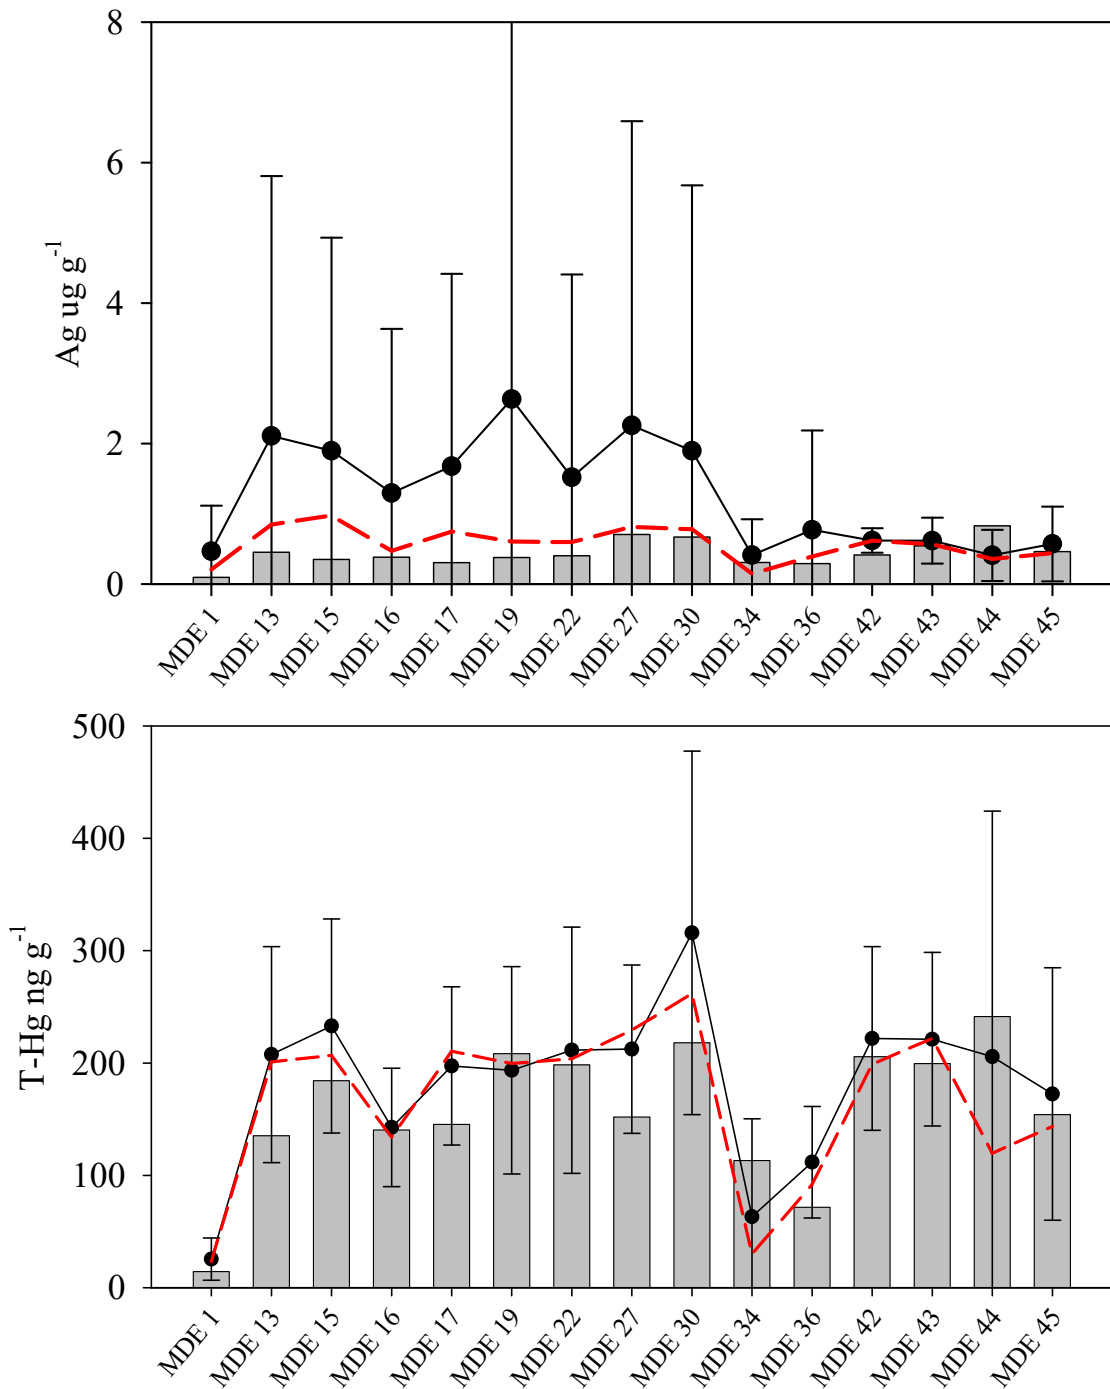 8
6
4
2
0
Ag ug g-1
MDE 1
MDE 13
MDE 15
MDE 16
MDE 17
MDE 19
MDE 22
MDE 27
MDE 30
MDE 34
MDE 36
MDE 42
MDE 43
MDE 44
MDE 45
500
400
300
200
100
0
T-Hg ng g-1
MDE 1
MDE 13
MDE 15
MDE 16
MDE 17
MDE 19
MDE 22
MDE 27
MDE 30
MDE 34
MDE 36
MDE 42
MDE 43
MDE 44
MDE 45